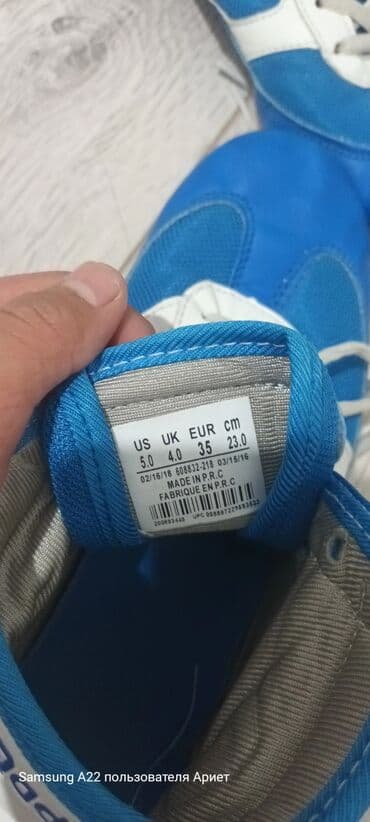 US UK EUR cm
5.0 4.0 35 23.0
02/16/16 608832-218 03/16/16
MADE IN P.R.C
FABRIQUE EN P.R.C
Samsung A22 пользователя Ариет